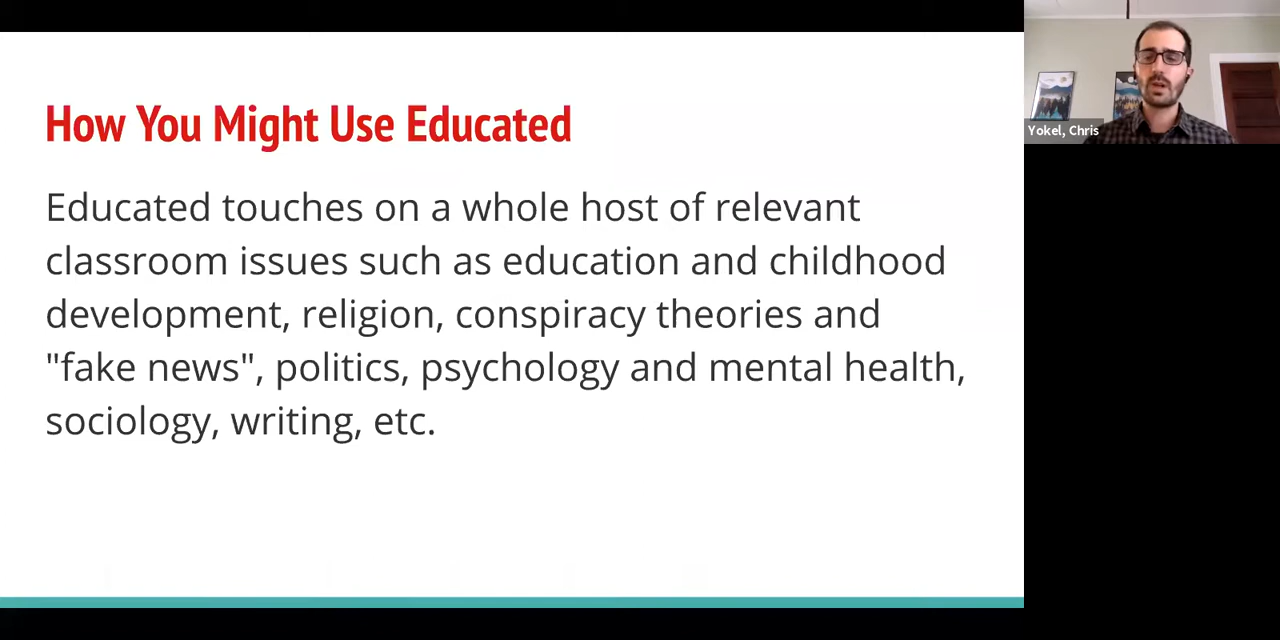 How You Might Use Educated
Educated touches on a whole host of relevant
classroom issues such as education and childhood
development, religion, conspiracy theories and
"fake news", politics, psychology and mental health,
sociology, writing, etc.
Yokel, Chris